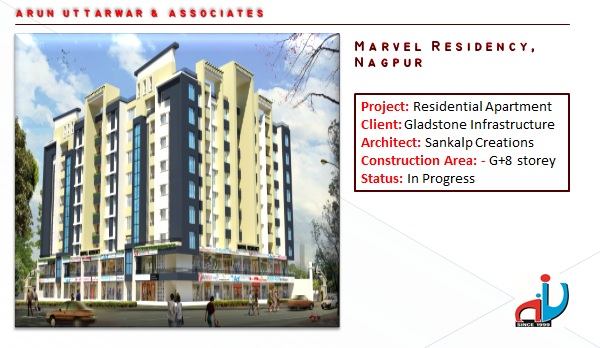 ARUN UTTARWAR & ASSOCIATES
MARVEL RESIDENCY,
NAGPUR
Project: Residential Apartment
Client: Gladstone Infrastructure
Architect: Sankalp Creations
Construction Area: - G+8 storey
Status: In Progress
SINCE 1999